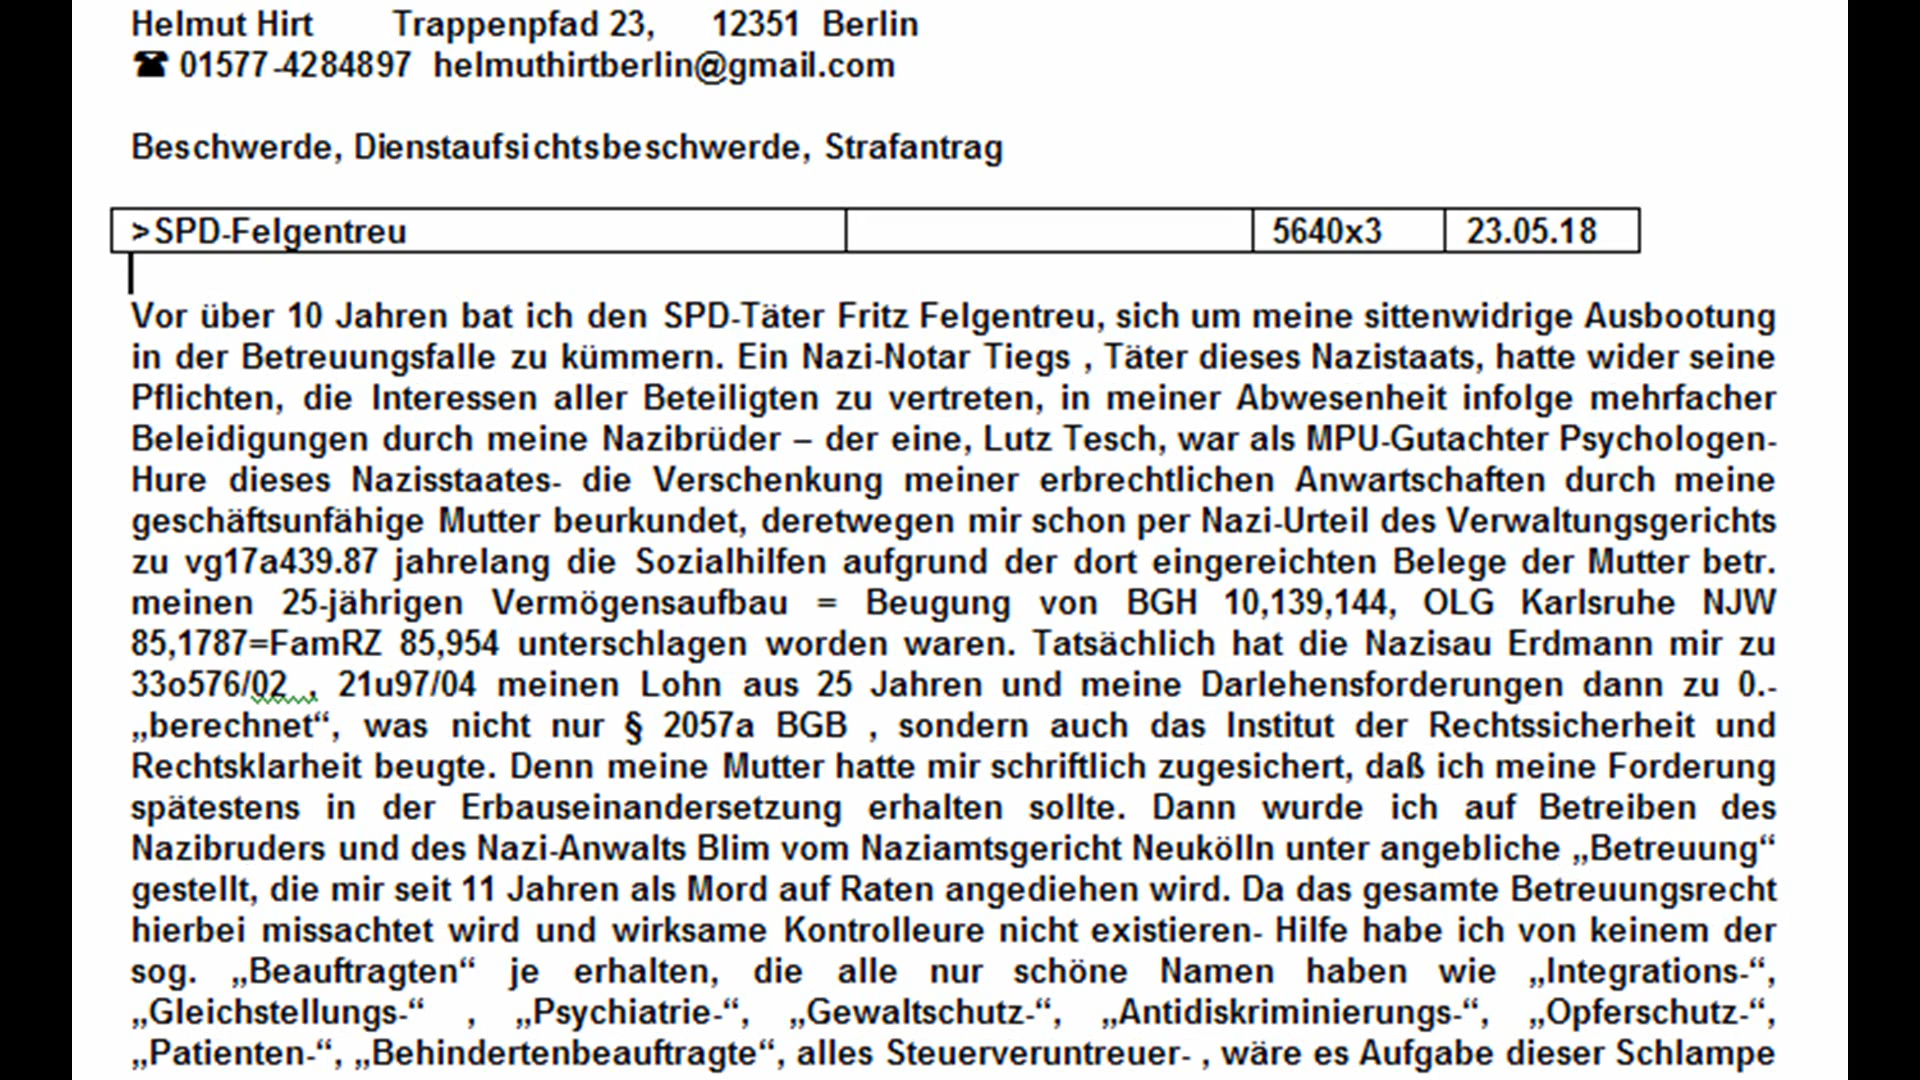 Helmut Hirt Trappenpfad 23, 12351 Berlin
☎ 01577-4284897 helmuthirtberlin@gmail.com
Beschwerde, Dienstaufsichtsbeschwerde, Strafantrag
>SPD-Felgentreu 5640x3 23.05.18
Vor über 10 Jahren bat ich den SPD-Täter Fritz Felgentreu, sich um meine sittenwidrige Ausbootung
in der Betreuungsfalle zu kümmern. Ein Nazi-Notar Tiegs , Täter dieses Nazistaats, hatte wider seine
Pflichten, die Interessen aller Beteiligten zu vertreten, in meiner Abwesenheit infolge mehrfacher
Beleidigungen durch meine Nazibrüder – der eine, Lutz Tesch, war als MPU-Gutachter Psychologen-
Hure dieses Nazisstaates- die Verschenkung meiner erbrechtlichen Anwartschaften durch meine
geschäftsunfähige Mutter beurkundet, deretwegen mir schon per Nazi-Urteil des Verwaltungsgerichts
zu vg17a439.87 jahrelang die Sozialhilfen aufgrund der dort eingereichten Belege der Mutter betr.
meinen 25-jährigen Vermögensaufbau = Beugung von BGH 10,139,144, OLG Karlsruhe NJW
85,1787=FamRZ 85,954 unterschlagen worden waren. Tatsächlich hat die Nazisau Erdmann mir zu
33o576/02 , 21u97/04 meinen Lohn aus 25 Jahren und meine Darlehensforderungen dann zu 0.-
„berechnet“, was nicht nur § 2057a BGB , sondern auch das Institut der Rechtssicherheit und
Rechtsklarheit beugte. Denn meine Mutter hatte mir schriftlich zugesichert, daß ich meine Forderung
spätestens in der Erbauseinandersetzung erhalten sollte. Dann wurde ich auf Betreiben des
Nazibruders und des Nazi-Anwalts Blim vom Naziamtsgericht Neukölln unter angebliche „Betreuung“
gestellt, die mir seit 11 Jahren als Mord auf Raten angediehen wird. Da das gesamte Betreuungsrecht
hierbei missachtet wird und wirksame Kontrolleure nicht existieren- Hilfe habe ich von keinem der
sog. „Beauftragten“ je erhalten, die alle nur schöne Namen haben wie „Integrations-“,
„Gleichstellungs-“ , „Psychiatrie-“, „Gewaltschutz-“, „Antidiskriminierungs-“, „Opferschutz-“,
„Patienten-“, „Behindertenbeauftragte“, alles Steuerveruntreuer- , wäre es Aufgabe dieser Schlampe